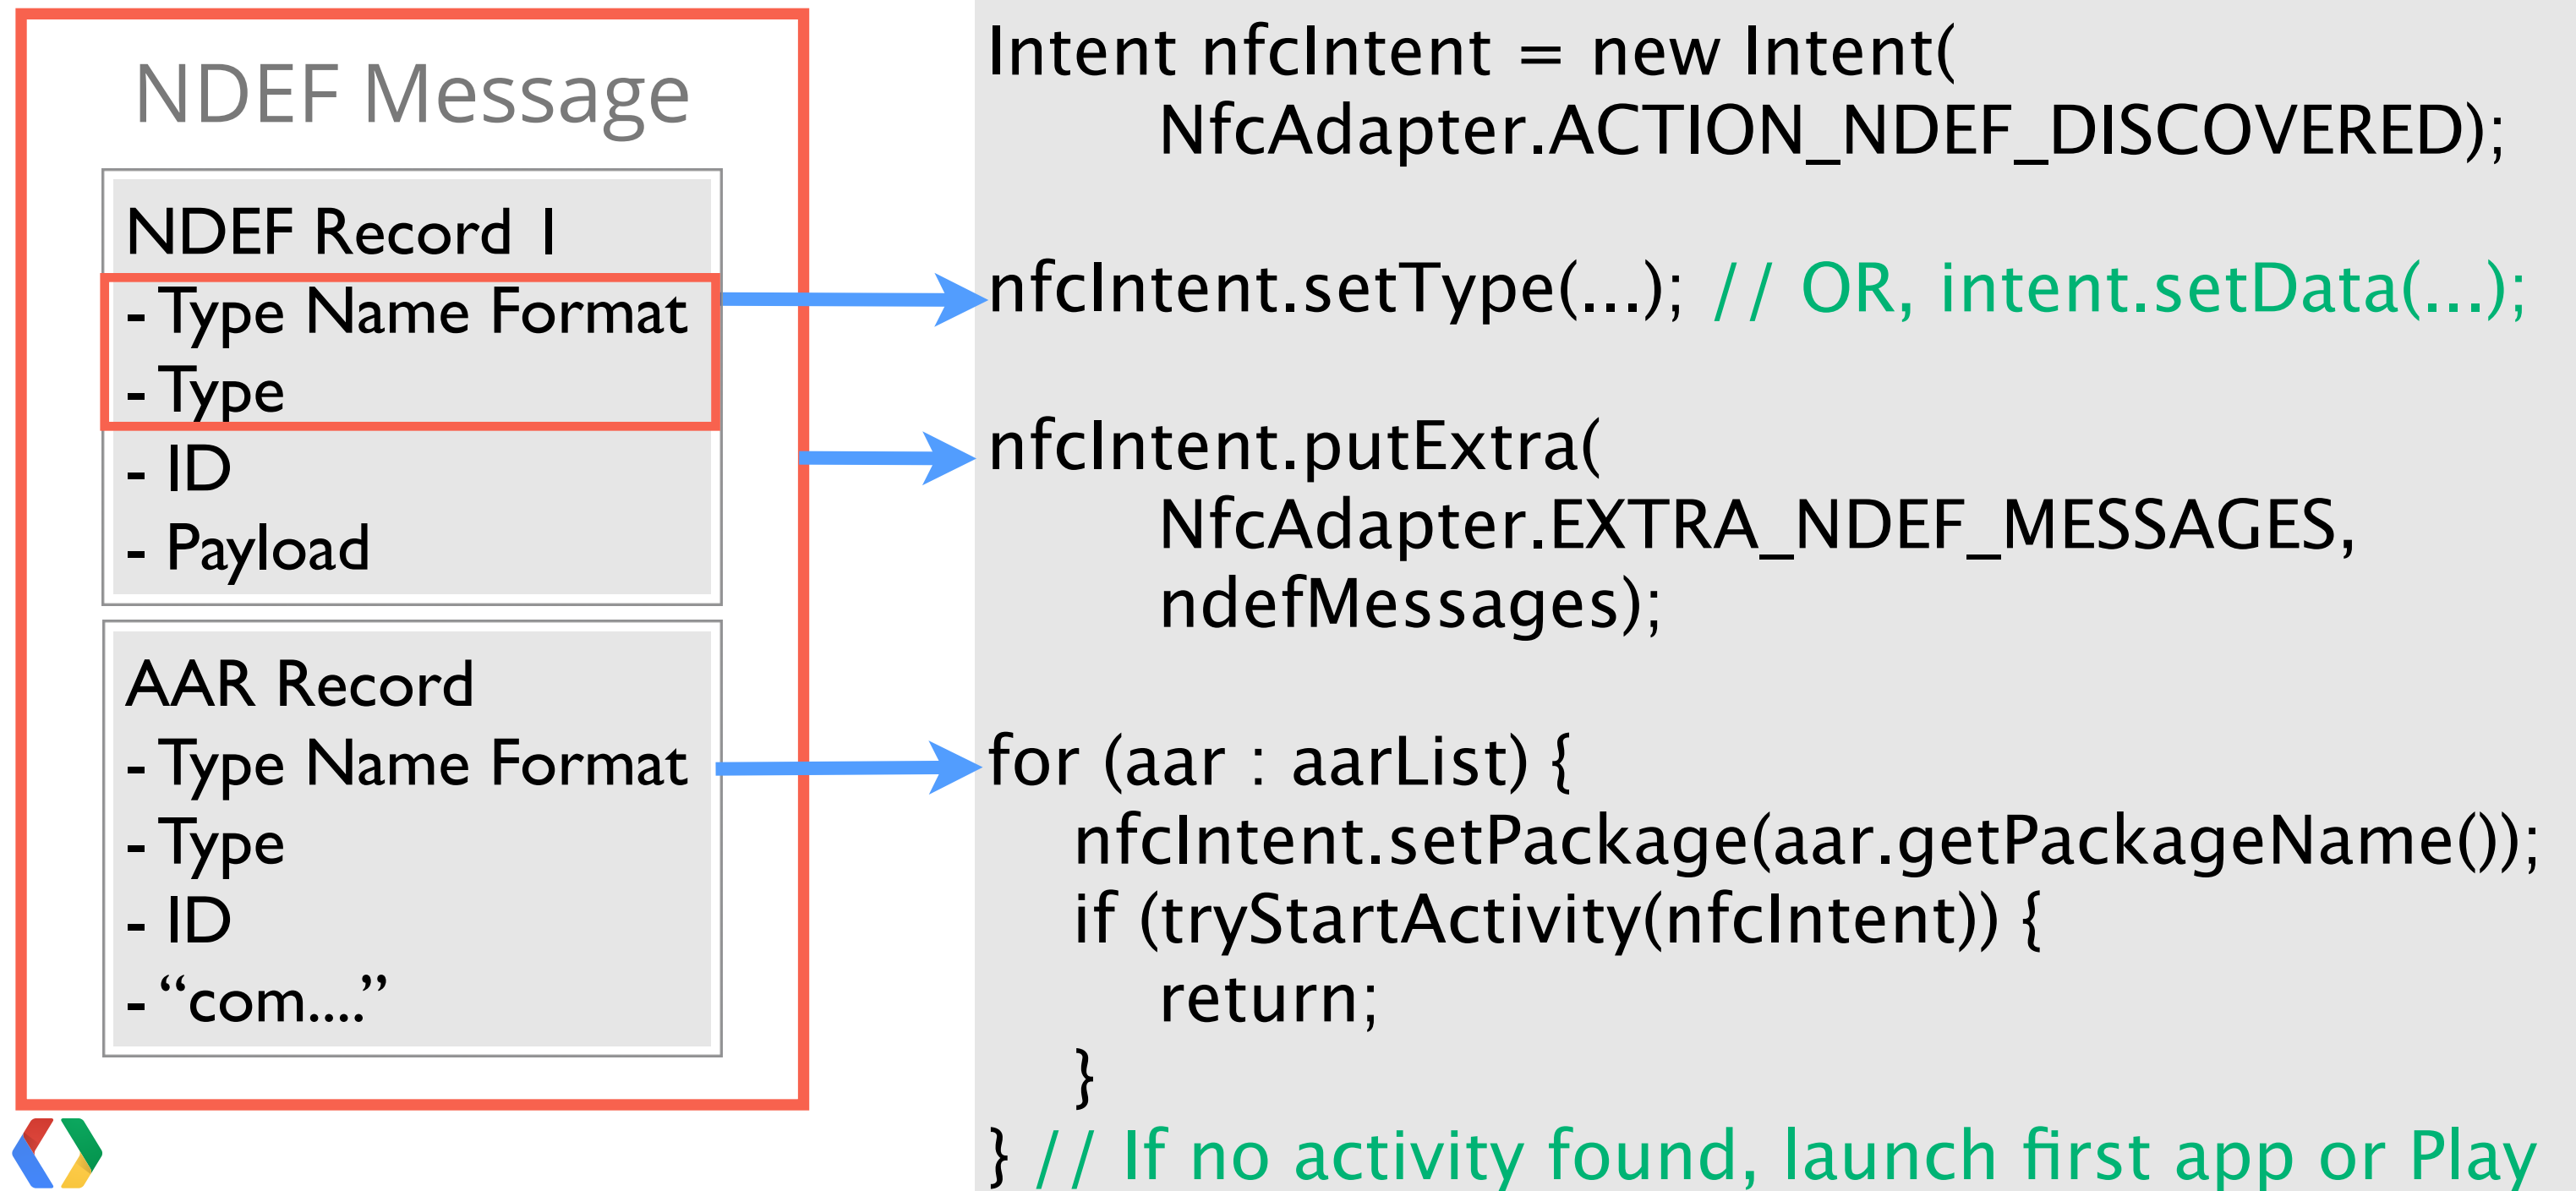 NDEF Message
NDEF Record 1
- Type Name Format
- Type
- ID
- Payload
AAR Record
- Type Name Format
- Type
- ID
- “com....”
Intent nfcIntent = new Intent(
NfcAdapter.ACTION_NDEF_DISCOVERED);
nfcIntent.setType(...); // OR, intent.setData(...);
nfcIntent.putExtra(
NfcAdapter.EXTRA_NDEF_MESSAGES,
ndefMessages);
for (aar : aarList) {
nfcIntent.setPackage(aar.getPackageName());
if (tryStartActivity(nfcIntent)) {
return;
}
} // If no activity found, launch first app or Play